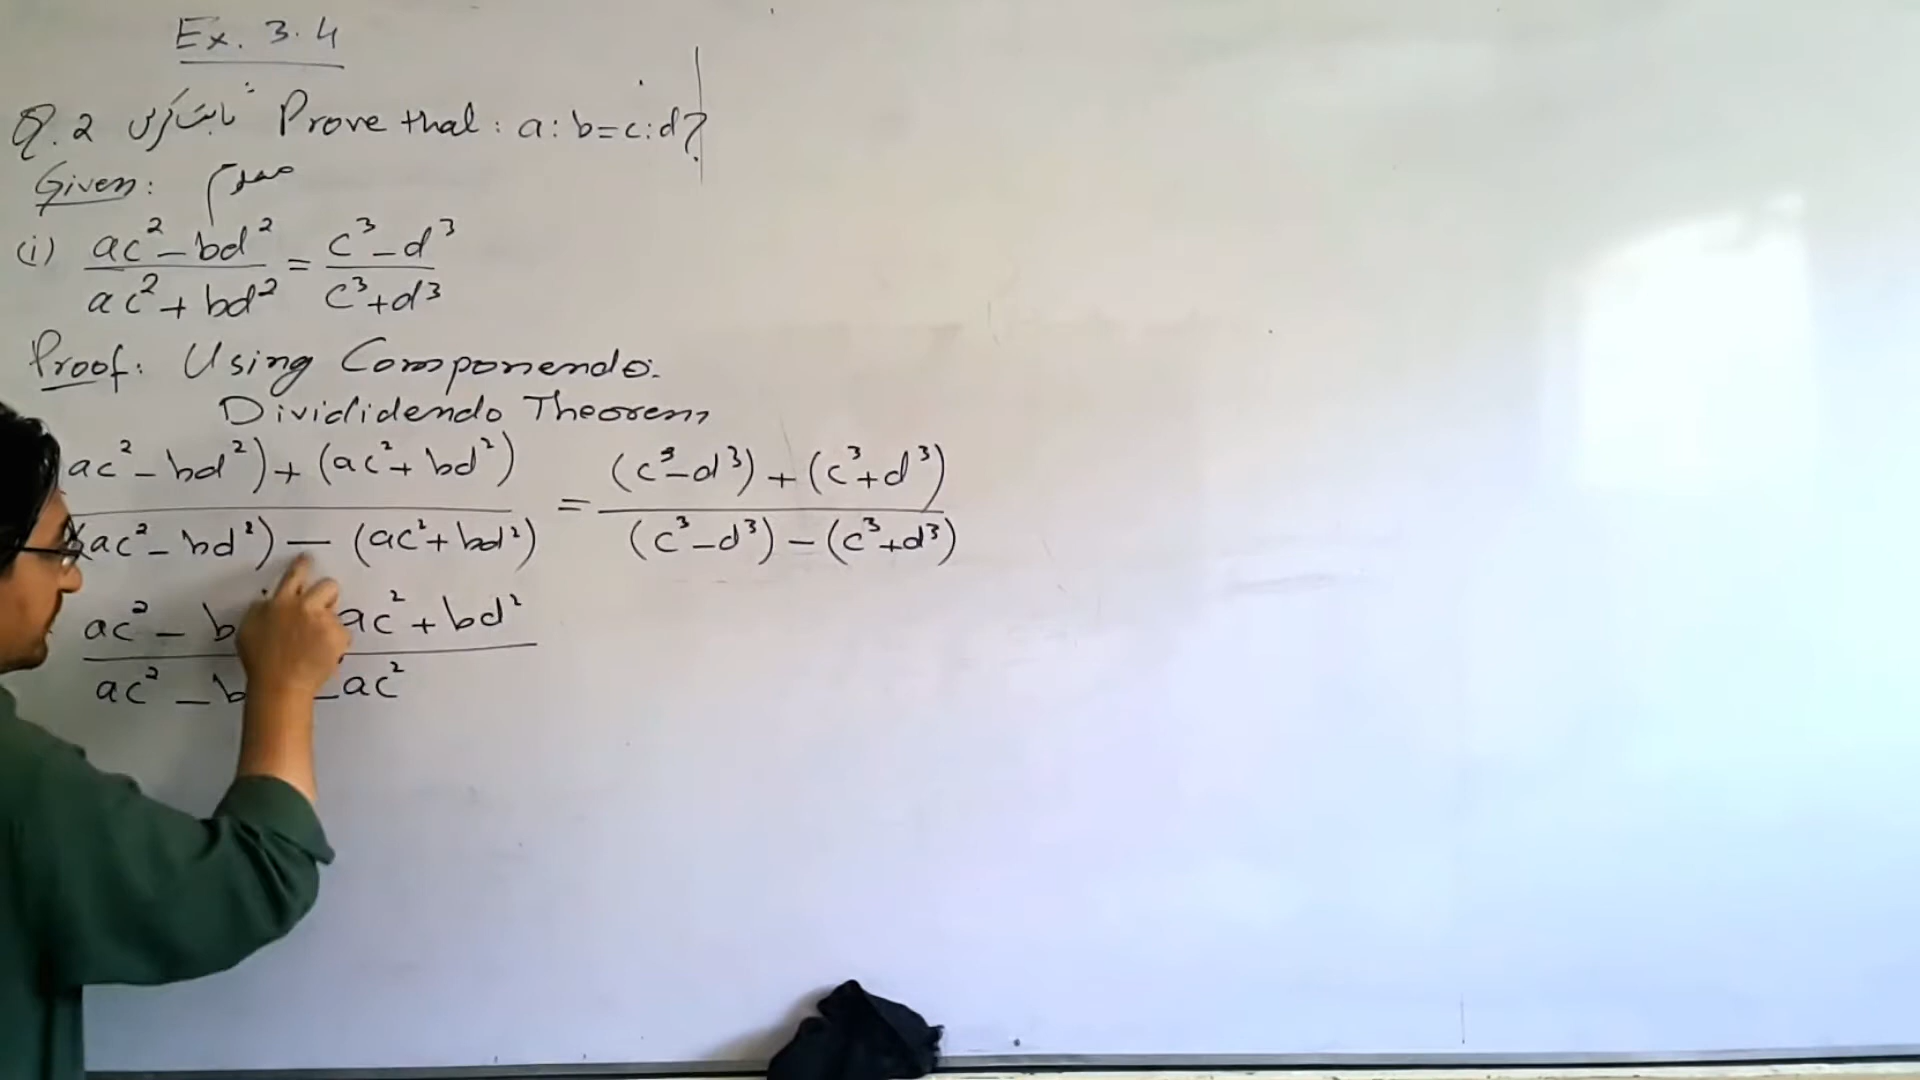 Ex. 3.4
Q.2 ثابت کریں Prove that: a:b=c:d?
Given: معلوم
(i) ac²-bd²/ac²+bd² = c³-d³/c³+d³
Proof: Using Componendo.
Divididendo Theorem
ac²-bd²)+(ac²+bd²) = (c³-d³)+(c³+d³)
(ac²-bd²)-(ac²+bd²) (c³-d³)-(c³+d³)
ac²-b ac²+bd²
ac²-b -ac²